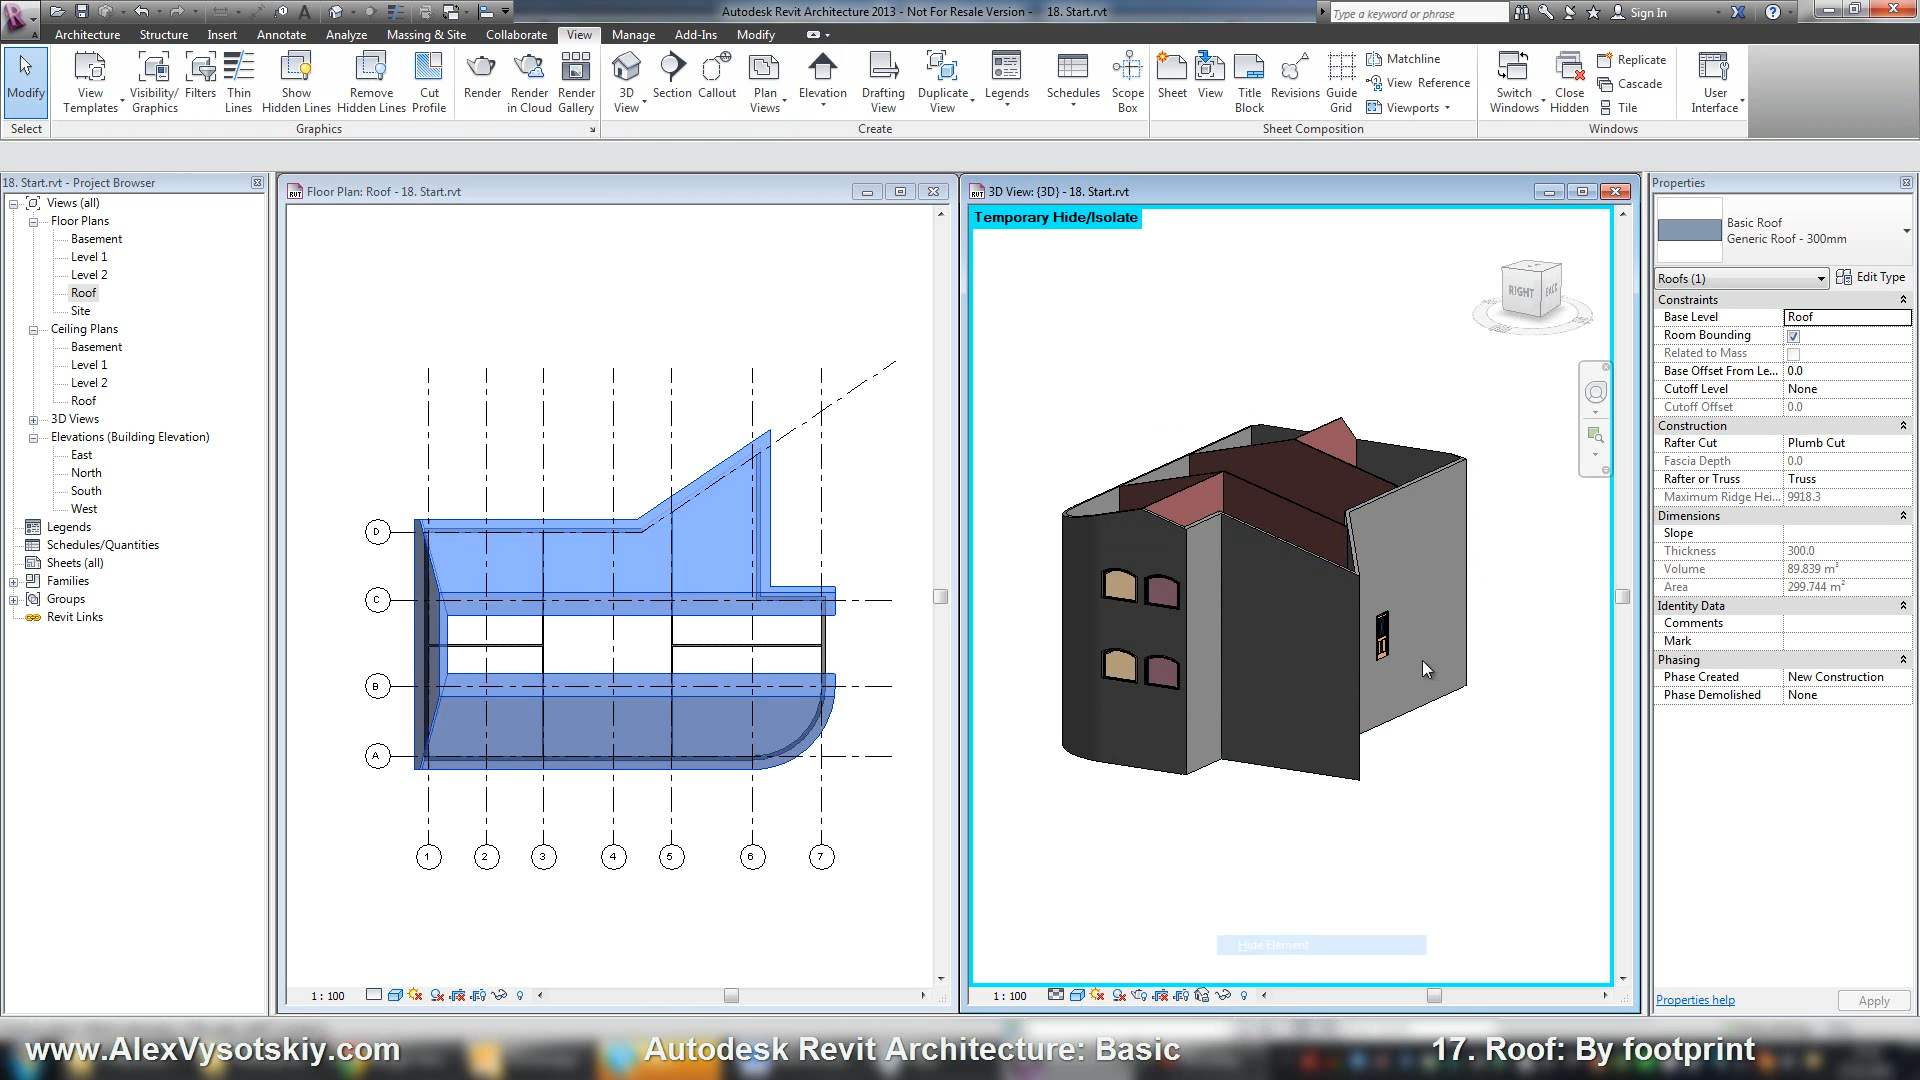 Autodesk Revit Architecture 2013 - Not For Resale Version - 18. Start.rvt
Type a keyword or phrase
Sign In
Architecture Structure Insert Annotate Analyze Massing & Site Collaborate View Manage Add-Ins Modify
Modify
View Templates
Visibility/ Graphics
Filters
Thin Lines
Show Hidden Lines
Remove Hidden Lines
Cut Profile
Render
Render in Cloud
Render Gallery
3D View
Section
Callout
Plan Views
Elevation
Drafting View
Duplicate View
Legends
Schedules
Scope Box
Sheet
View
Title Block
Revisions
Guide Grid
Matchline
View Reference
Viewports
Switch Windows
Close Hidden
Replicate
Cascade
Tile
User Interface
Select
Graphics
Create
Sheet Composition
Windows
18. Start.rvt - Project Browser
Views (all)
Floor Plans
Basement
Level 1
Level 2
Roof
Site
Ceiling Plans
Basement
Level 1
Level 2
Roof
3D Views
Elevations (Building Elevation)
East
North
South
West
Legends
Schedules/Quantities
Sheets (all)
Families
Groups
Revit Links
Floor Plan: Roof - 18. Start.rvt
D
C
B
A
1 2 3 4 5 6 7
1 : 100
3D View: {3D} - 18. Start.rvt
Temporary Hide/Isolate
RIGHT
BACK
Hide Element
1 : 100
Properties
Basic Roof
Generic Roof - 300mm
Roofs (1)
Edit Type
Constraints
Base Level Roof
Room Bounding
Related to Mass
Base Offset From Le... 0.0
Cutoff Level None
Cutoff Offset 0.0
Construction
Rafter Cut Plumb Cut
Fascia Depth 0.0
Rafter or Truss Truss
Maximum Ridge Hei... 9918.3
Dimensions
Slope
Thickness 300.0
Volume 89.839 m³
Area 299.744 m²
Identity Data
Comments
Mark
Phasing
Phase Created New Construction
Phase Demolished None
Properties help
Apply
www.AlexVysotskiy.com
Autodesk Revit Architecture: Basic
17. Roof: By footprint